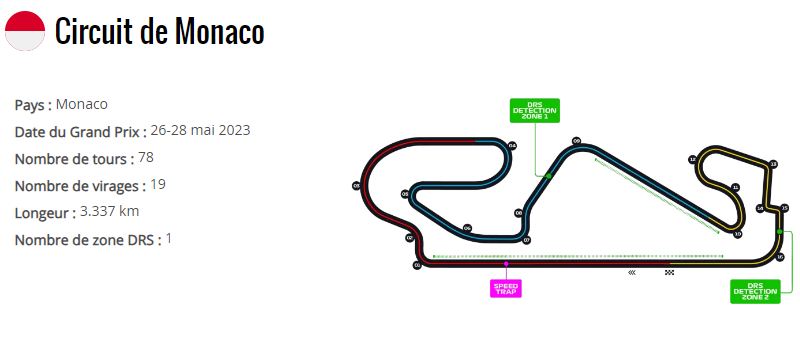 Circuit de Monaco
Pays : Monaco
Date du Grand Prix : 26-28 mai 2023
Nombre de tours : 78
Nombre de virages : 19
Longeur : 3.337 km
Nombre de zone DRS : 1
DRS
DETECTION
ZONE 1
04
09
03
12
13
05
11
14
15
08
06
10
02
07
16
01
SPEED
TRAP
DRS
DETECTION
ZONE 2